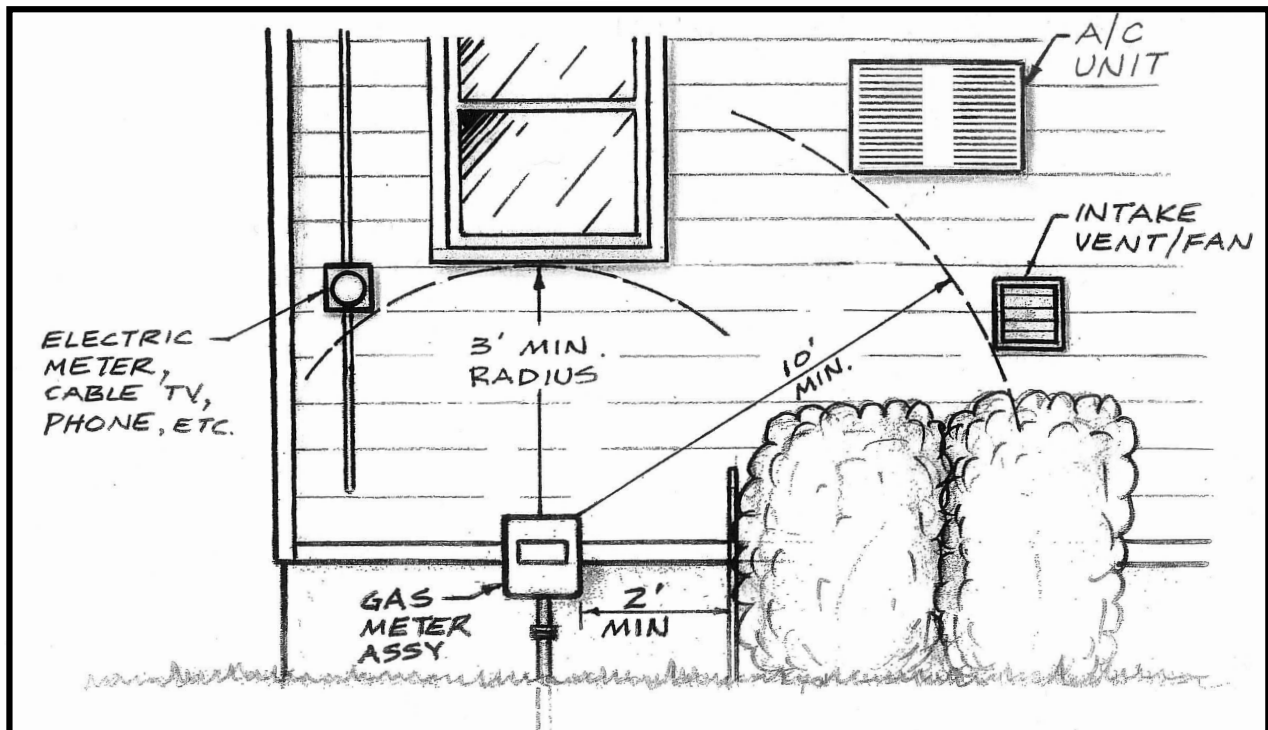 A/C
UNIT
INTAKE
VENT/FAN
ELECTRIC
METER,
CABLE TV,
PHONE, ETC.
3' MIN.
RADIUS
10'
MIN.
GAS
METER
ASSY
2'
MIN